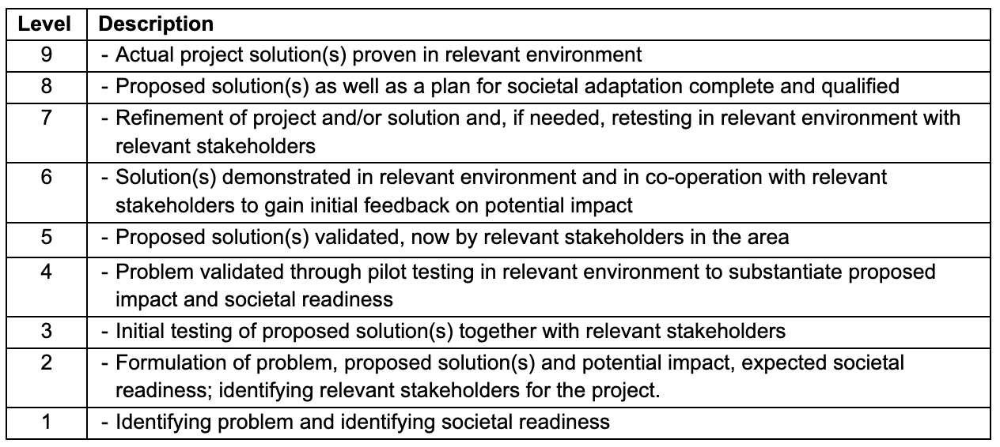 Level Description
9 - Actual project solution(s) proven in relevant environment
8 - Proposed solution(s) as well as a plan for societal adaptation complete and qualified
7 - Refinement of project and/or solution and, if needed, retesting in relevant environment with
relevant stakeholders
6 - Solution(s) demonstrated in relevant environment and in co-operation with relevant
stakeholders to gain initial feedback on potential impact
5 - Proposed solution(s) validated, now by relevant stakeholders in the area
4 - Problem validated through pilot testing in relevant environment to substantiate proposed
impact and societal readiness
3 - Initial testing of proposed solution(s) together with relevant stakeholders
2 - Formulation of problem, proposed solution(s) and potential impact, expected societal
readiness; identifying relevant stakeholders for the project.
1 - Identifying problem and identifying societal readiness